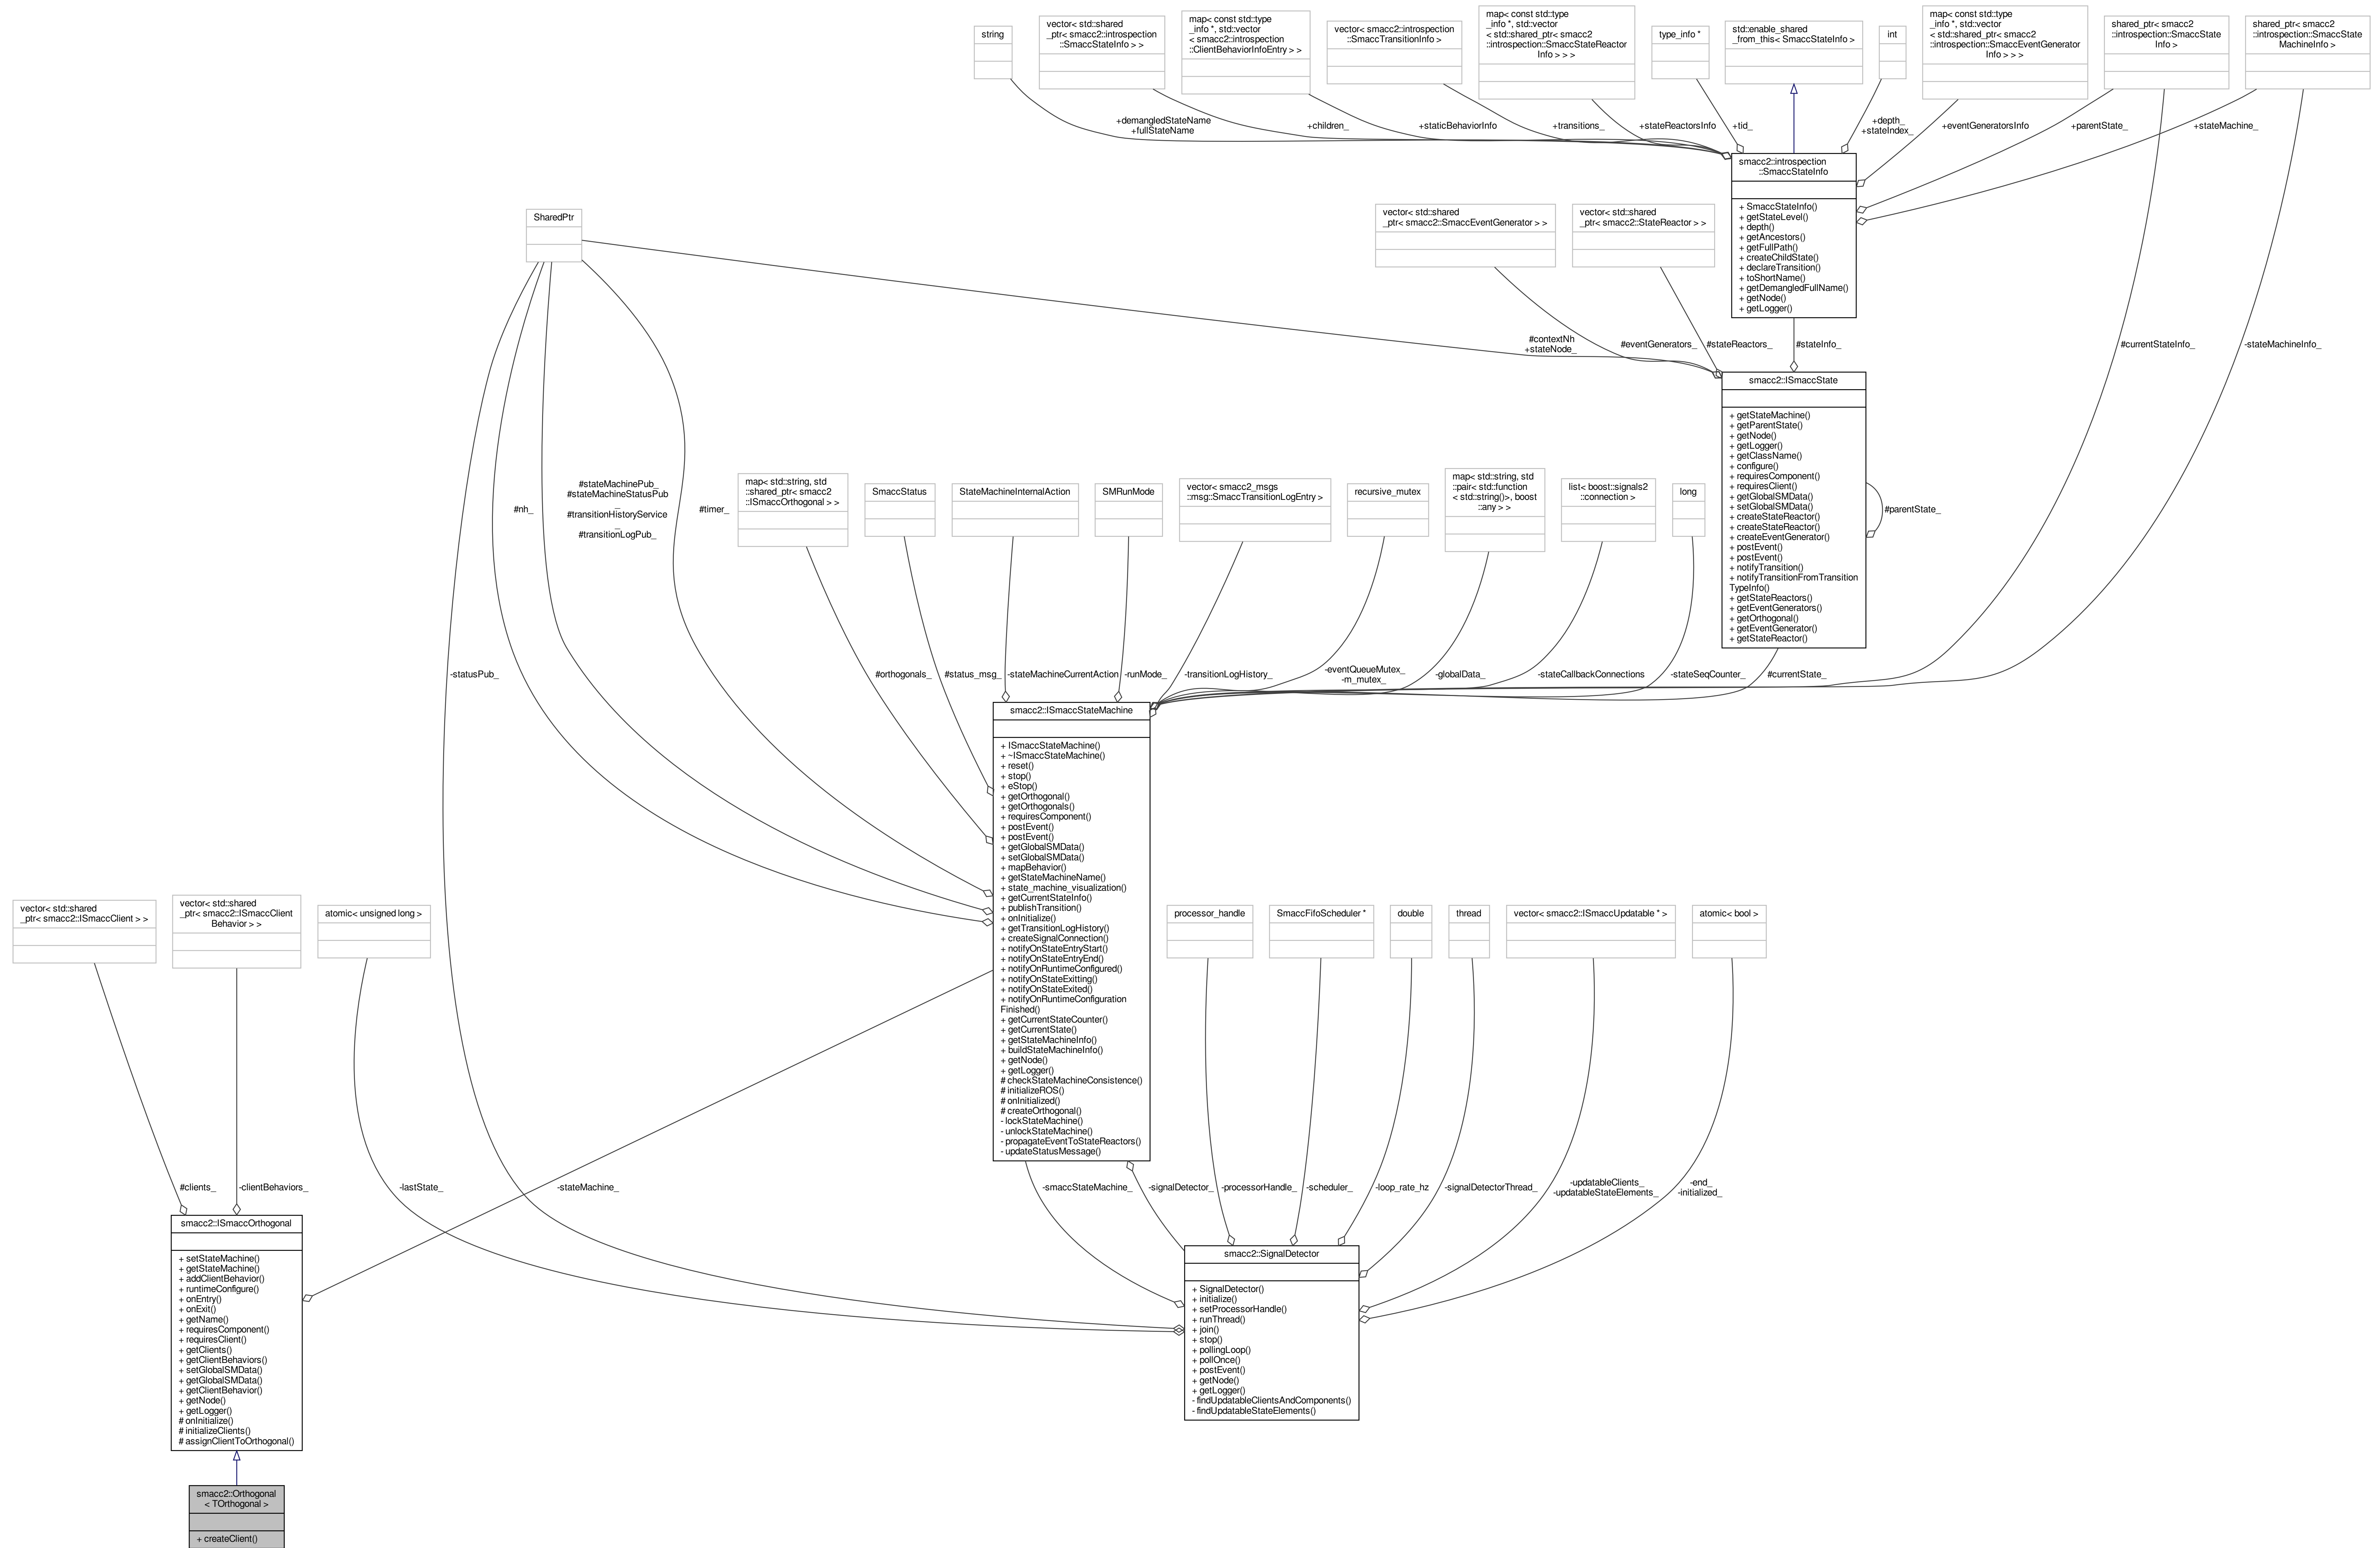 string
vector< std::shared
_ptr< smacc2::introspection
::SmaccStateInfo > >
map< const std::type
_info *, std::vector
< smacc2::introspection
::ClientBehaviorInfoEntry > >
vector< smacc2::introspection
::SmaccTransitionInfo >
map< const std::type
_info *, std::vector
< std::shared_ptr< smacc2
::introspection::SmaccStateReactor
Info > > >
type_info *
std::enable_shared
_from_this< SmaccStateInfo >
int
map< const std::type
_info *, std::vector
< std::shared_ptr< smacc2
::introspection::SmaccEventGenerator
Info > > >
shared_ptr< smacc2
::introspection::SmaccState
Info >
shared_ptr< smacc2
::introspection::SmaccState
MachineInfo >
+demangledStateName
+fullStateName
+children_
+staticBehaviorInfo
+transitions_
+stateReactorsInfo
+tid_
+depth_
+stateIndex_
+eventGeneratorsInfo
+parentState_
+stateMachine_
smacc2::introspection
::SmaccStateInfo
+ SmaccStateInfo()
+ getStateLevel()
+ depth()
+ getAncestors()
+ getFullPath()
+ createChildState()
+ declareTransition()
+ toShortName()
+ getDemangledFullName()
+ getNode()
+ getLogger()
SharedPtr
vector< std::shared
_ptr< smacc2::SmaccEventGenerator > >
vector< std::shared
_ptr< smacc2::StateReactor > >
#contextNh
+stateNode_
#eventGenerators_
#stateReactors_
#stateInfo_
#currentStateInfo_
-stateMachineInfo_
smacc2::ISmaccState
+ getStateMachine()
+ getParentState()
+ getNode()
+ getLogger()
+ getClassName()
+ configure()
+ requiresComponent()
+ requiresClient()
+ getGlobalSMData()
+ setGlobalSMData()
+ createStateReactor()
+ createStateReactor()
+ createEventGenerator()
+ postEvent()
+ postEvent()
+ notifyTransition()
+ notifyTransitionFromTransition
TypeInfo()
+ getStateReactors()
+ getEventGenerators()
+ getOrthogonal()
+ getEventGenerator()
+ getStateReactor()
#parentState_
#nh_
#stateMachinePub_
#stateMachineStatusPub
_
#transitionHistoryService
_
#transitionLogPub_
#timer_
map< std::string, std
::shared_ptr< smacc2
::ISmaccOrthogonal > >
SmaccStatus
StateMachineInternalAction
SMRunMode
vector< smacc2_msgs
::msg::SmaccTransitionLogEntry >
recursive_mutex
map< std::string, std
::pair< std::function
< std::string()>, boost
::any > >
list< boost::signals2
::connection >
long
-statusPub_
#orthogonals_
#status_msg_
-stateMachineCurrentAction
-runMode_
-transitionLogHistory_
-eventQueueMutex_
-m_mutex_
-globalData_
-stateCallbackConnections
-stateSeqCounter_
#currentState_
smacc2::ISmaccStateMachine
+ ISmaccStateMachine()
+ ~ISmaccStateMachine()
+ reset()
+ stop()
+ eStop()
+ getOrthogonal()
+ getOrthogonals()
+ requiresComponent()
+ postEvent()
+ postEvent()
+ getGlobalSMData()
+ setGlobalSMData()
+ mapBehavior()
+ getStateMachineName()
+ state_machine_visualization()
+ getCurrentStateInfo()
+ publishTransition()
+ onInitialize()
+ getTransitionLogHistory()
+ createSignalConnection()
+ notifyOnStateEntryStart()
+ notifyOnStateEntryEnd()
+ notifyOnRuntimeConfigured()
+ notifyOnStateExitting()
+ notifyOnStateExited()
+ notifyOnRuntimeConfiguration
Finished()
+ getCurrentStateCounter()
+ getCurrentState()
+ getStateMachineInfo()
+ buildStateMachineInfo()
+ getNode()
+ getLogger()
# checkStateMachineConsistence()
# initializeROS()
# onInitialized()
# createOrthogonal()
- lockStateMachine()
- unlockStateMachine()
- propagateEventToStateReactors()
- updateStatusMessage()
vector< std::shared
_ptr< smacc2::ISmaccClient > >
vector< std::shared
_ptr< smacc2::ISmaccClient
Behavior > >
atomic< unsigned long >
processor_handle
SmaccFifoScheduler *
double
thread
vector< smacc2::ISmaccUpdatable * >
atomic< bool >
#clients_
-clientBehaviors_
-lastState_
-stateMachine_
-smaccStateMachine_
-signalDetector_
-processorHandle_
-scheduler_
-loop_rate_hz
-signalDetectorThread_
-updatableClients_
-updatableStateElements_
-end_
-initialized_
smacc2::ISmaccOrthogonal
+ setStateMachine()
+ getStateMachine()
+ addClientBehavior()
+ runtimeConfigure()
+ onEntry()
+ onExit()
+ getName()
+ requiresComponent()
+ requiresClient()
+ getClients()
+ getClientBehaviors()
+ setGlobalSMData()
+ getGlobalSMData()
+ getClientBehavior()
+ getNode()
+ getLogger()
# onInitialize()
# initializeClients()
# assignClientToOrthogonal()
smacc2::SignalDetector
+ SignalDetector()
+ initialize()
+ setProcessorHandle()
+ runThread()
+ join()
+ stop()
+ pollingLoop()
+ pollOnce()
+ postEvent()
+ getNode()
+ getLogger()
- findUpdatableClientsAndComponents()
- findUpdatableStateElements()
smacc2::Orthogonal
< TOrthogonal >
+ createClient()